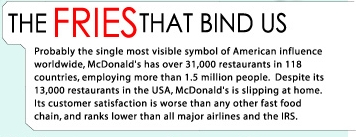 THE FRIES THAT BIND US
Probably the single most visible symbol of American influence
worldwide, McDonald's has over 31,000 restaurants in 118
countries, employing more than 1.5 million people.  Despite its
13,000 restaurants in the USA, McDonald's is slipping at home.
Its customer satisfaction is worse than any other fast food
chain, and ranks lower than all major airlines and the IRS.